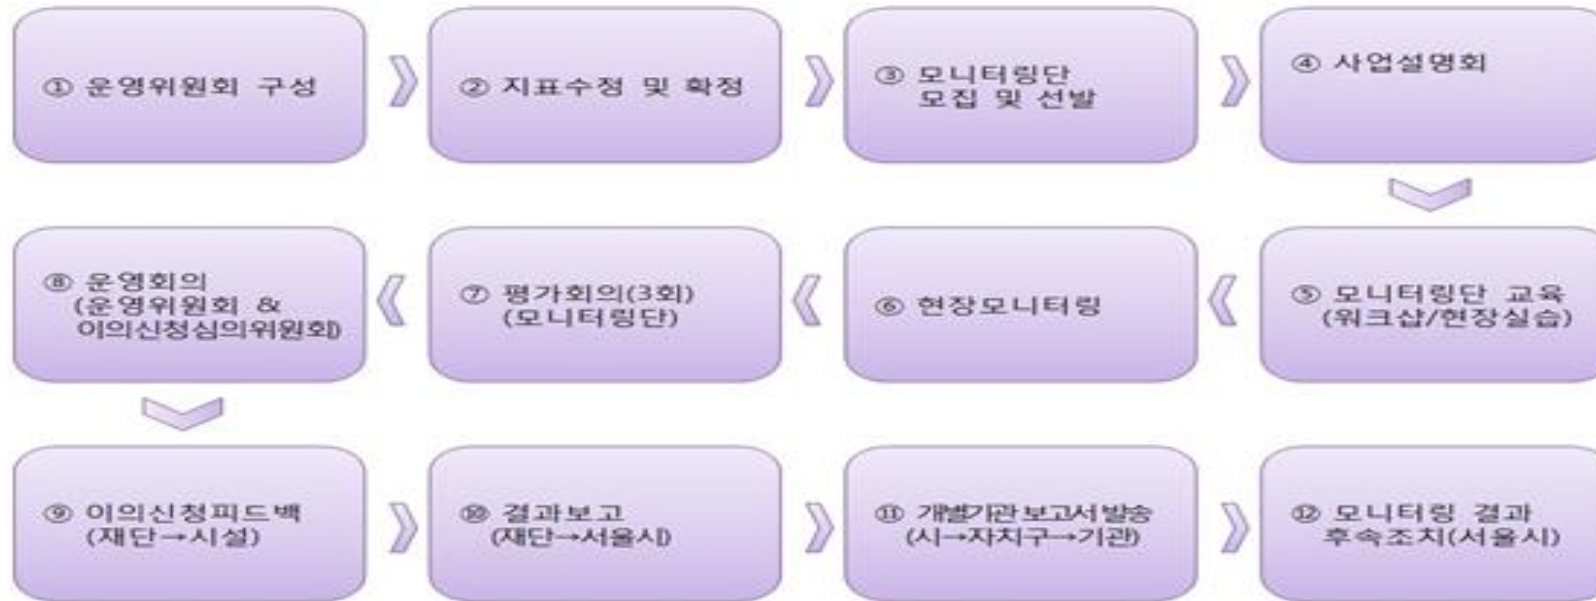 ① 운영위원회 구성
② 지표수정 및 확정
③ 모니터링단
모집 및 선발
④ 사업설명회
⑤ 모니터링단 교육
(워크샵/현장실습)
⑥ 현장모니터링
⑦ 평가회의(3회)
(모니터링단)
⑧ 운영회의
(운영위원회 &
이의신청심의위원회)
⑨ 이의신청피드백
(재단→시설)
⑩ 결과보고
(재단→서울시)
⑪ 개별기관 보고서 발송
(시→자치구→기관)
⑫ 모니터링 결과
후속조치(서울시)